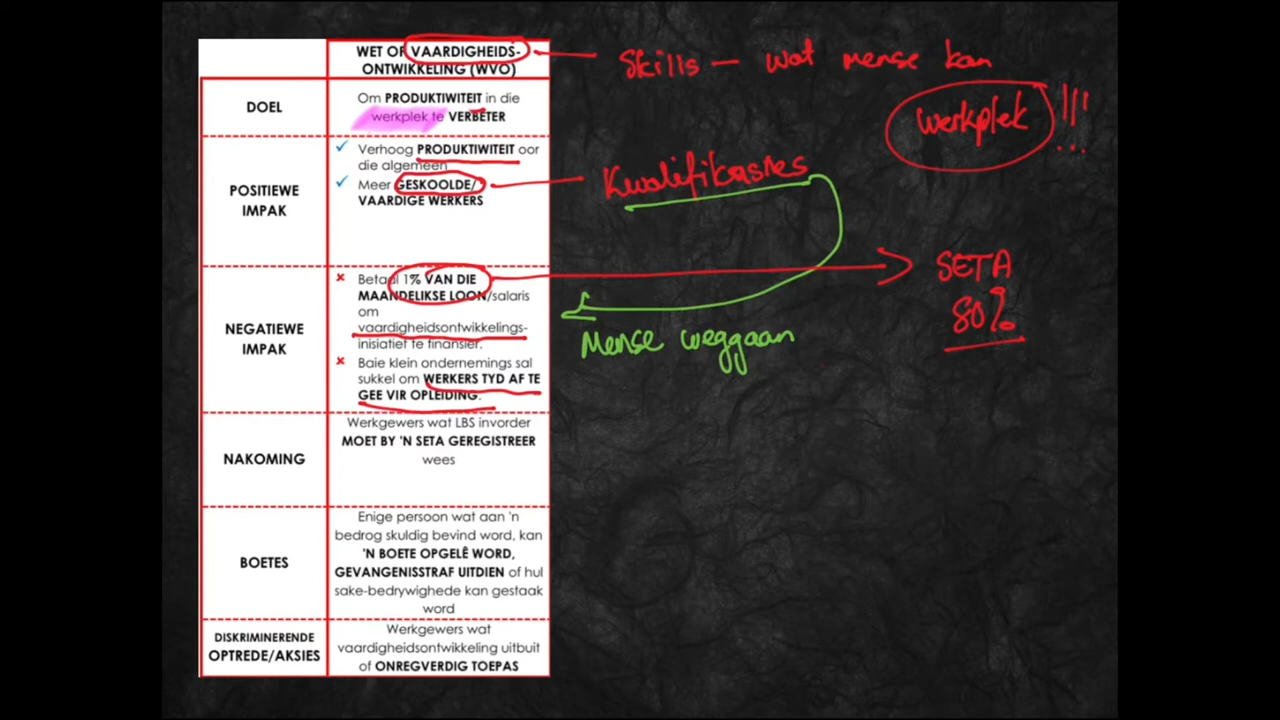 WET OP VAARDIGHEIDS-
ONTWIKKELING (WVO)
Skills — wat mense kan
werkplek !!!
DOEL
Om PRODUKTIWITEIT in die
werkplek te VERBETER
POSITIEWE
IMPAK
✓ Verhoog PRODUKTIWITEIT oor
die algemeen
✓ Meer GESKOOLDE/
VAARDIGE WERKERS
Kwalifikasies
NEGATIEWE
IMPAK
× Betaal 1% VAN DIE
MAANDELIKSE LOON/salaris
om
vaardigheidsontwikkelings-
inisiatief te finansier.
× Baie klein ondernemings sal
sukkel om WERKERS TYD AF TE
GEE VIR OPLEIDING.
SETA
80%
Mense weggaan
NAKOMING
Werkgewers wat LBS invorder
MOET BY 'N SETA GEREGISTREER
wees
BOETES
Enige persoon wat aan 'n
bedrog skuldig bevind word, kan
'N BOETE OPGELÊ WORD,
GEVANGENISSTRAF UITDIEN of hul
sake-bedrywighede kan gestaak
word
DISKRIMINERENDE
OPTREDE/AKSIES
Werkgewers wat
vaardigheidsontwikkeling uitbuit
of ONREGVERDIG TOEPAS